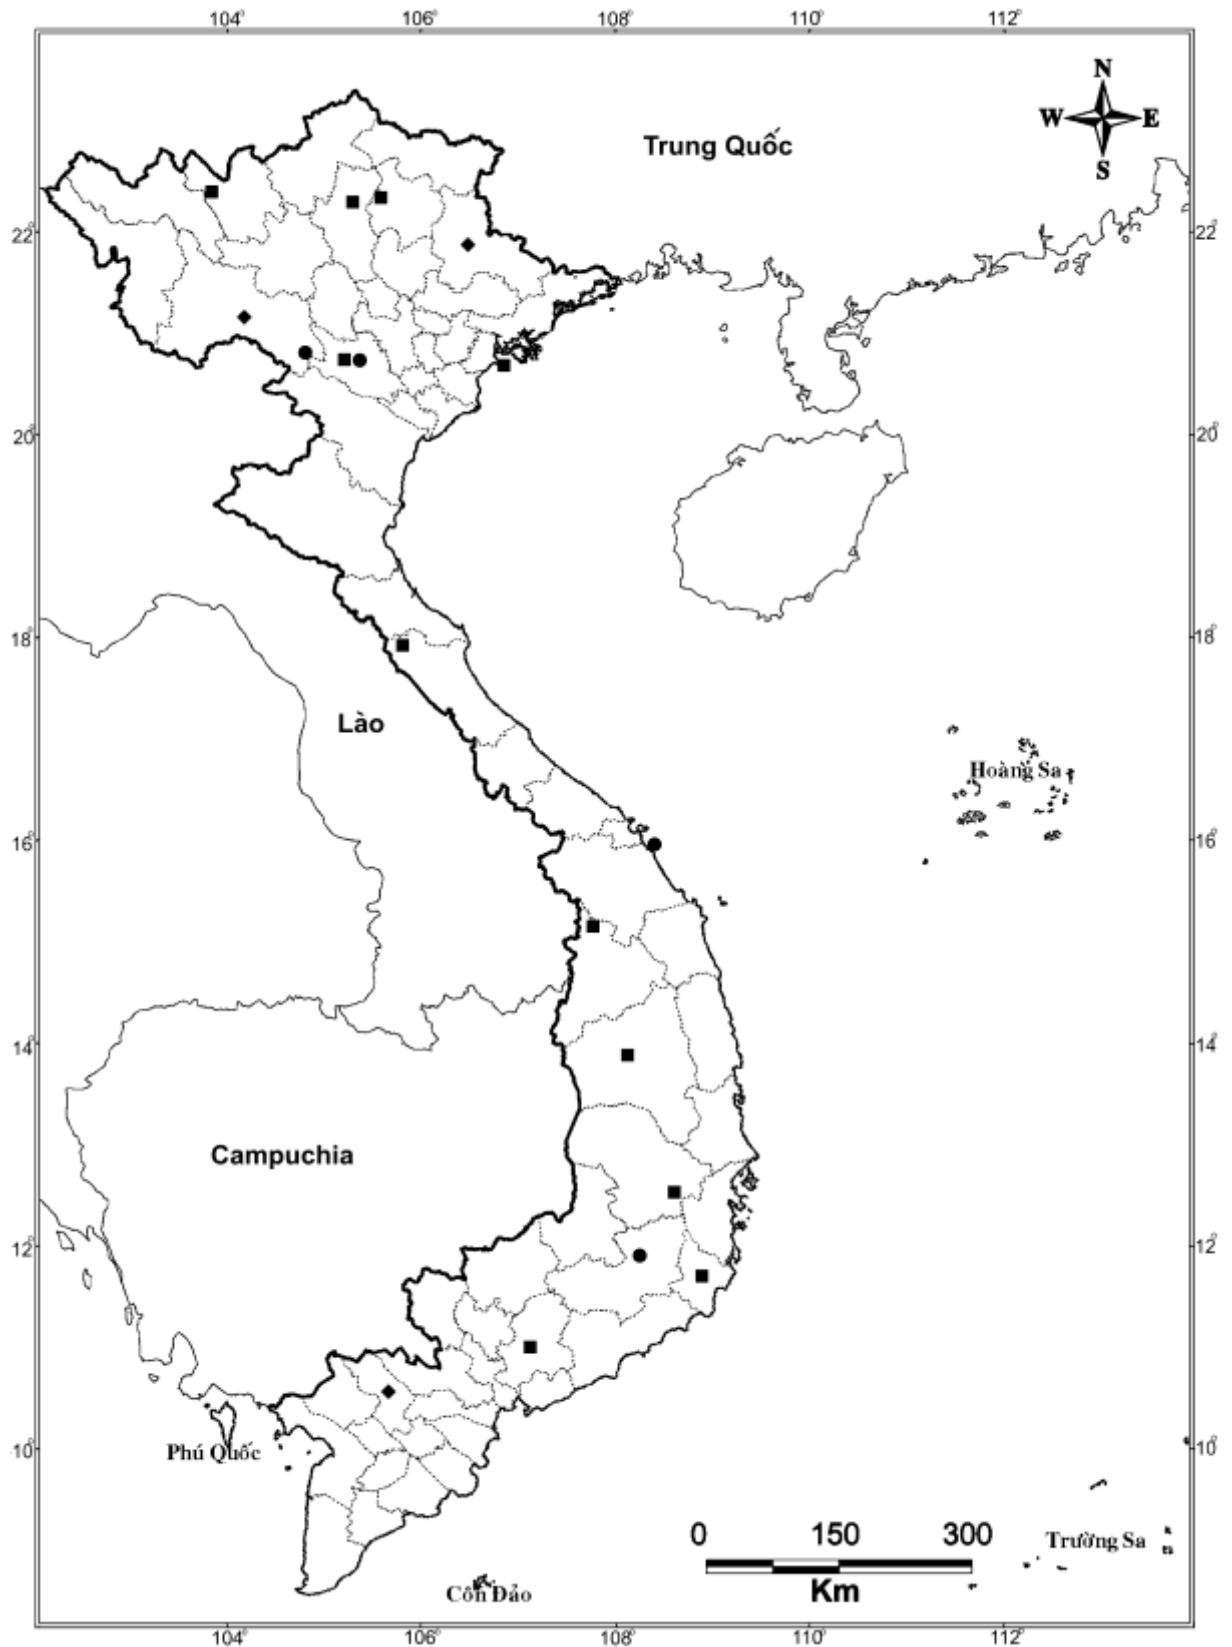 104° 106° 108° 110° 112°
N
W E
S
Trung Quốc
22° 22°
20° 20°
18° 18°
Lào
Hoàng Sa
16° 16°
14° 14°
Campuchia
12° 12°
10° 10°
Phú Quốc
0 150 300
Km
Trường Sa
Côn Đảo
104° 106° 108° 110° 112°